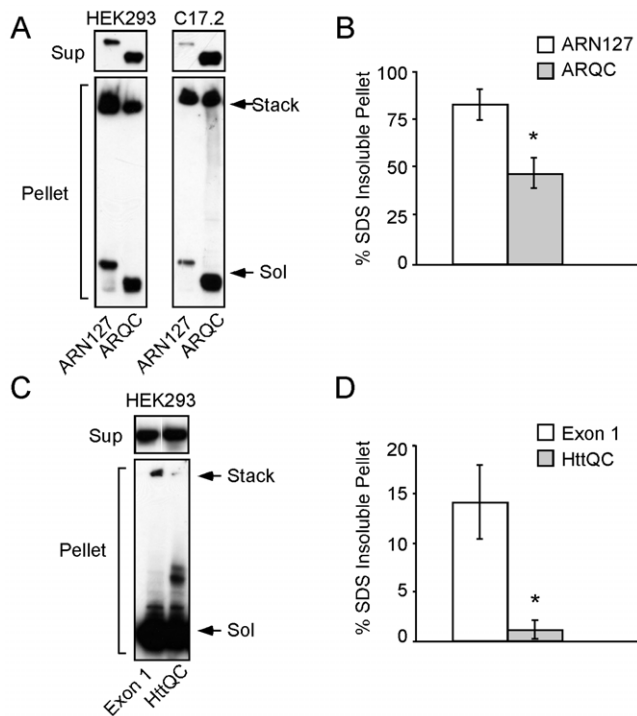 A
HEK293 C17.2
Sup
Stack
Pellet
Sol
ARN127
ARQC
ARN127
ARQC
B
ARN127
ARQC
% SDS Insoluble Pellet
100
75
*
50
25
0
C
HEK293
Sup
Stack
Pellet
Sol
Exon 1
HttQC
D
Exon 1
HttQC
% SDS Insoluble Pellet
20
15
10
5
*
0